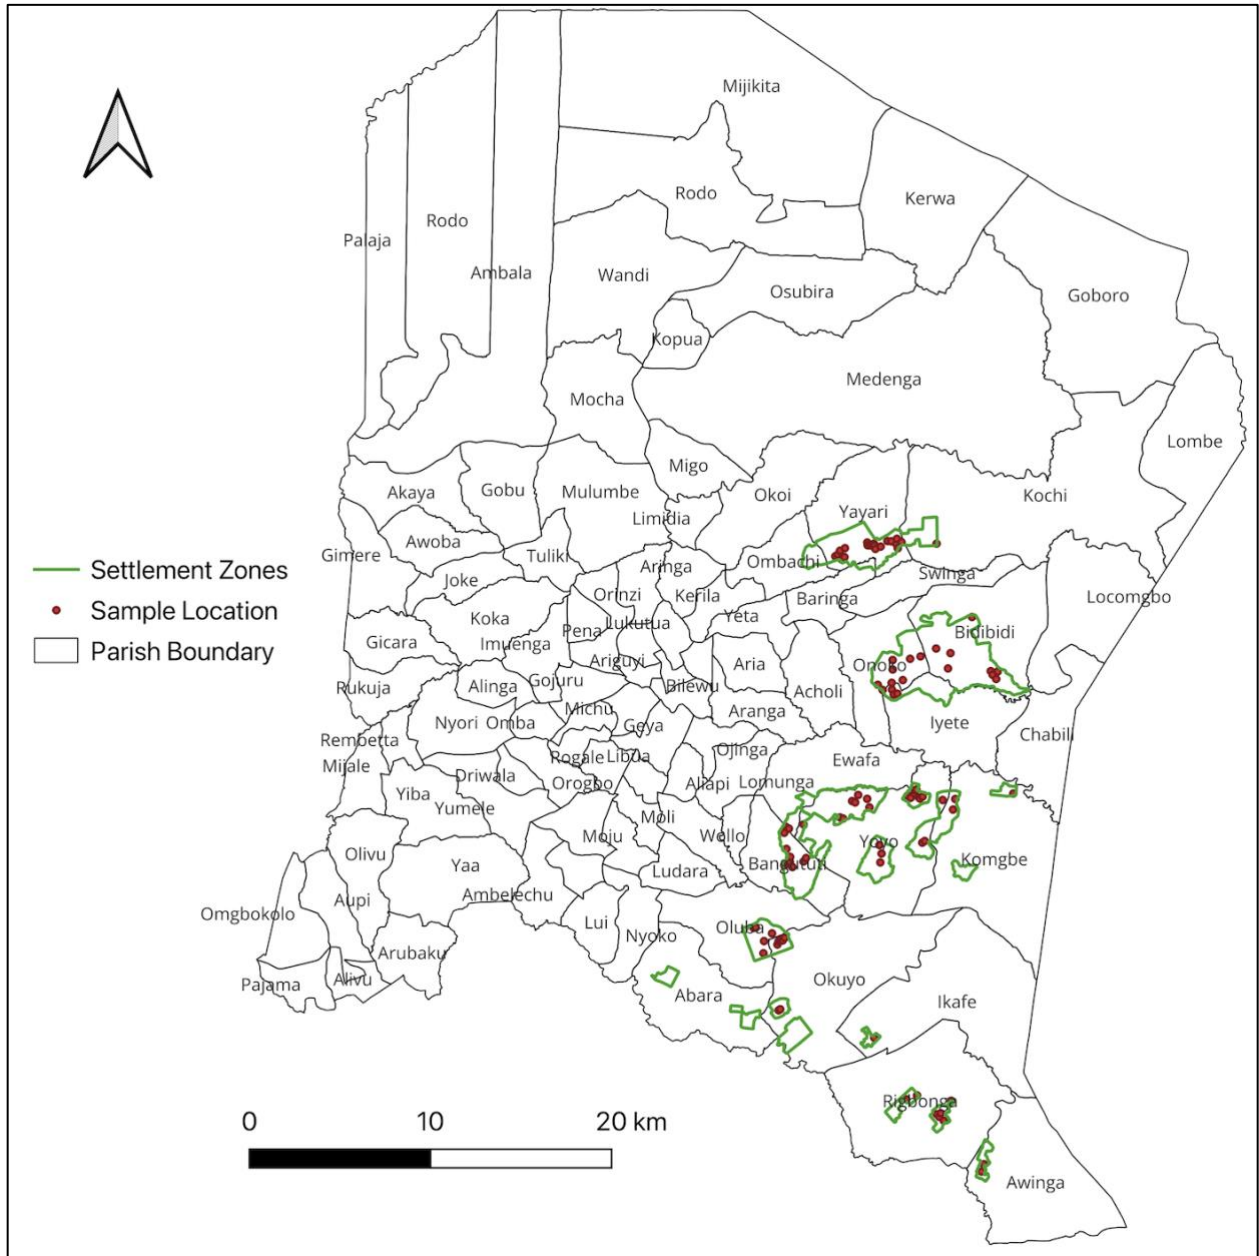 Mijikita
Rodo
Kerwa
Palaja
Rodo
Ambala
Wandi
Osubira
Goboro
Kopua
Medenga
Mocha
Lombe
Migo
Akaya
Gobu
Mulumbe
Okoi
Kochi
Yayari
Limidia
Awoba
Gimere
Tuliki
Ombachi
Aringa
Swinga
Settlement Zones
Joke
Orinzi
Kerila
Baringa
Locomgbo
Sample Location
Koka
Yeta
Pena
Lukutua
Bidibidi
Gicara
Imuenga
Parish Boundary
Ariguyi
Aria
Onoko
Rukuja
Alinga
Gojuru
Bilewu
Acholi
Michu
Aranga
Nyori
Omba
Geya
Iyete
Chabili
Rembetta
Ojinga
Rogale
Libua
Ewafa
Mijale
Driwala
Orogbo
Aliapi
Lomunga
Yiba
Yumele
Moli
Moju
Wollo
Yoyo
Olivu
Yaa
Ludara
Bangututi
Komgbe
Ambelechu
Aupi
Omgbokolo
Lui
Nyoko
Oluba
Arubaku
Pajama
Alivu
Abara
Okuyo
Ikafe
Rigbonga
0 10 20 km
Awinga